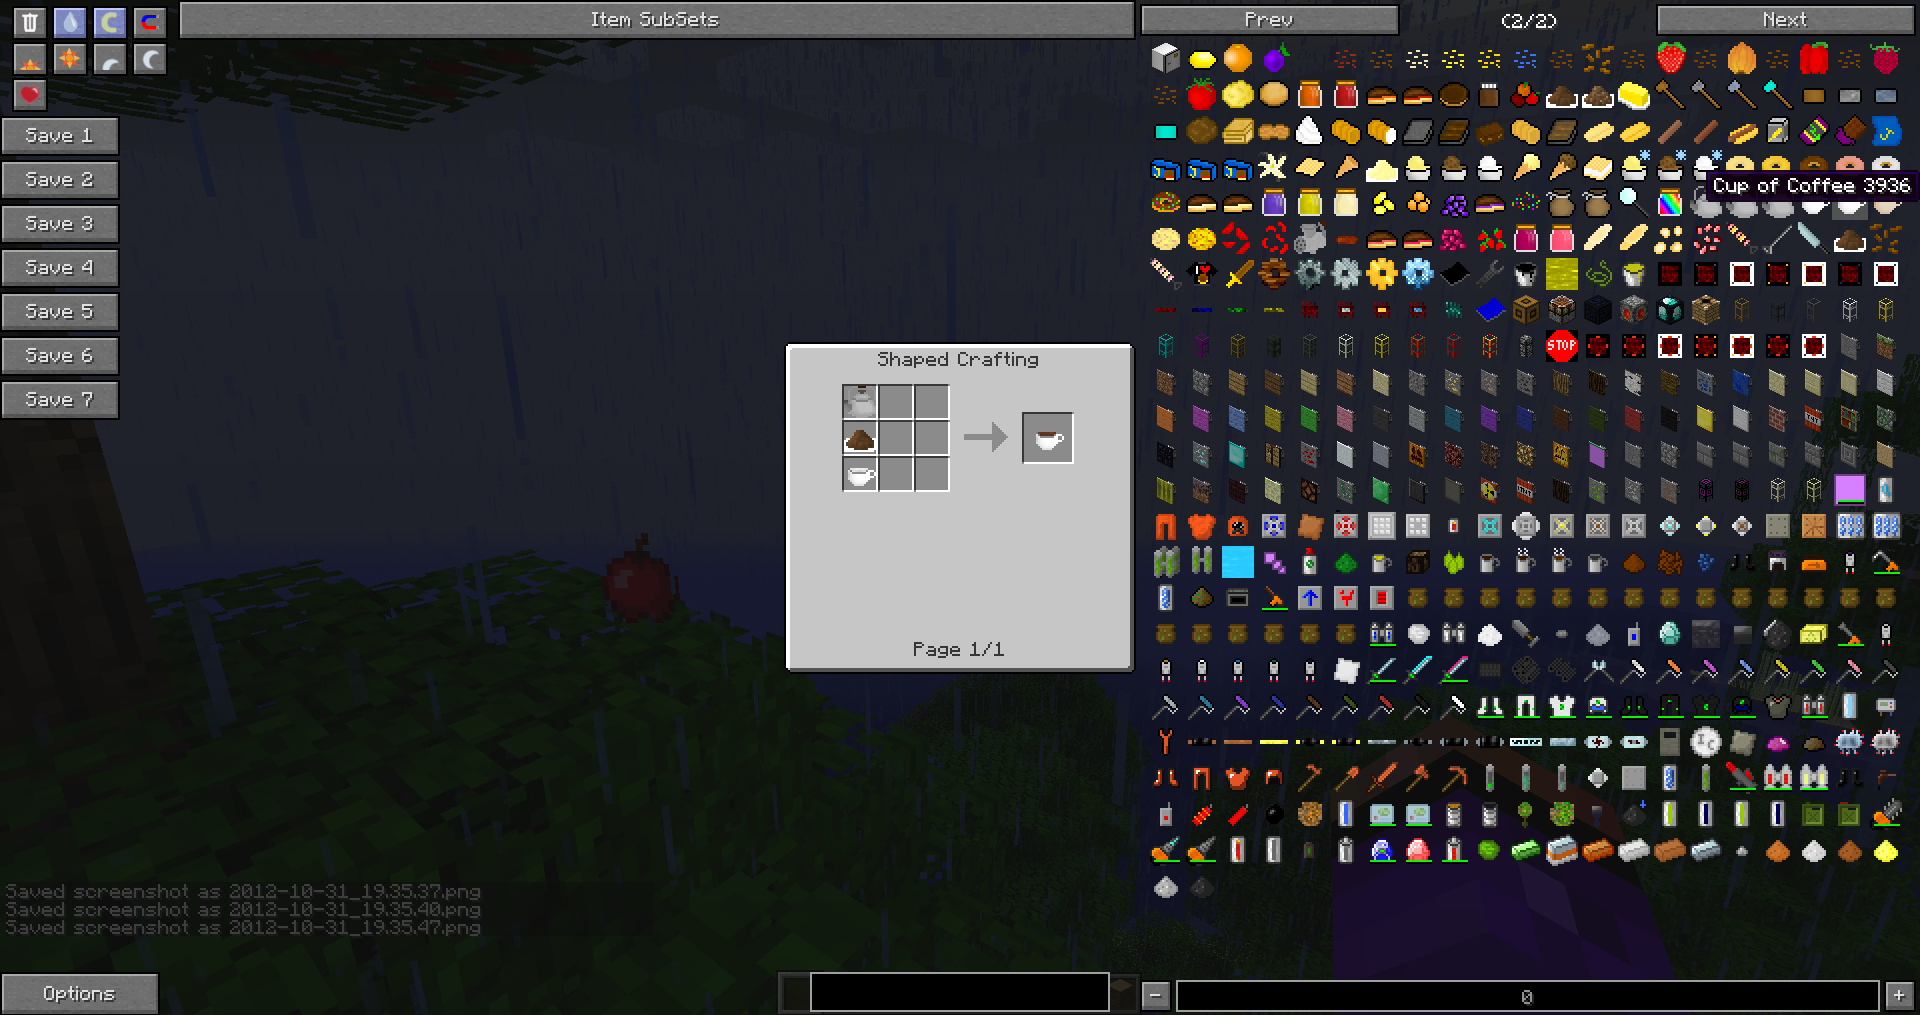 Item SubSets
Prev
(2/2)
Next
Save 1
Save 2
Save 3
Save 4
Save 5
Save 6
Save 7
Cup of Coffee 3936
STOP
Shaped Crafting
Page 1/1
Saved screenshot as 2012-10-31_19.35.37.png
Saved screenshot as 2012-10-31_19.35.40.png
Saved screenshot as 2012-10-31_19.35.47.png
Options
-
0
+